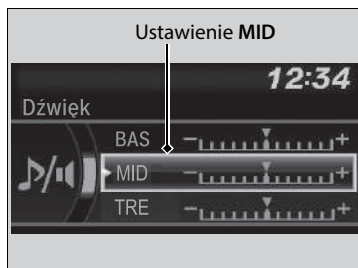 Ustawienie MID
12:34
Dźwięk
BAS − +
MID − +
TRE − +